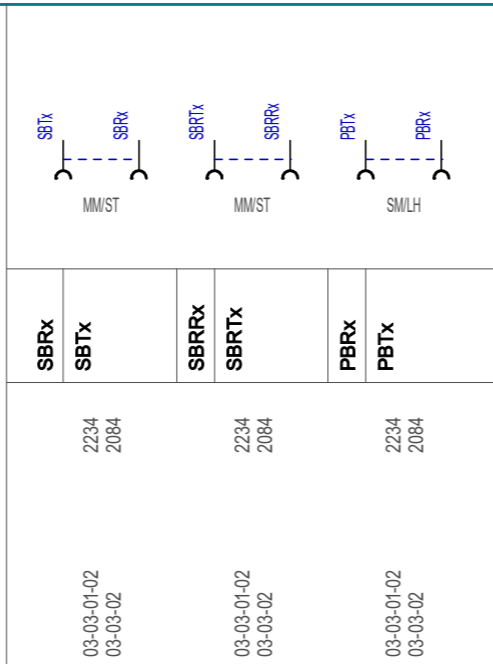 SBTx
SBRx
SBRTx
SBRRx
PBTx
PBRx
MM/ST
MM/ST
SM/LH
SBRx
SBTx
SBRRx
SBRTx
PBRx
PBTx
2234
2084
2234
2084
2234
2084
03-03-01-02
03-03-02
03-03-01-02
03-03-02
03-03-01-02
03-03-02